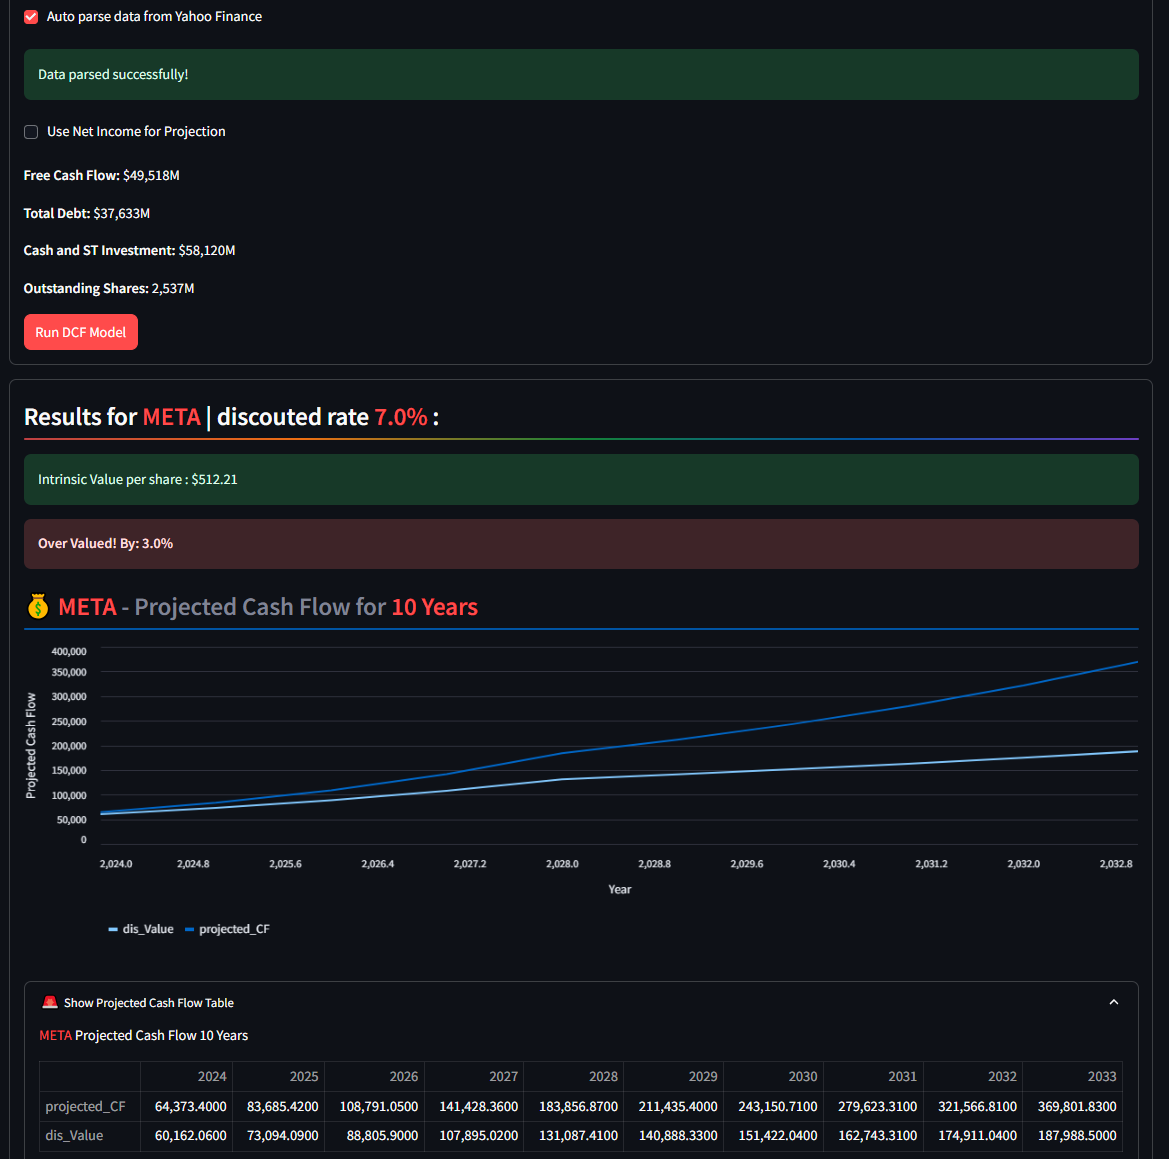 Auto parse data from Yahoo Finance
Data parsed successfully!
Use Net Income for Projection
Free Cash Flow: $49,518M
Total Debt: $37,633M
Cash and ST Investment: $58,120M
Outstanding Shares: 2,537M
Run DCF Model
Results for META | discouted rate 7.0% :
Intrinsic Value per share : $512.21
Over Valued! By: 3.0%
META - Projected Cash Flow for 10 Years
400,000
350,000
300,000
250,000
200,000
150,000
100,000
50,000
0
Projected Cash Flow
2,024.0 2,024.8 2,025.6 2,026.4 2,027.2 2,028.0 2,028.8 2,029.6 2,030.4 2,031.2 2,032.0 2,032.8
Year
dis_Value projected_CF
Show Projected Cash Flow Table
META Projected Cash Flow 10 Years
2024 2025 2026 2027 2028 2029 2030 2031 2032 2033
projected_CF 64,373.4000 83,685.4200 108,791.0500 141,428.3600 183,856.8700 211,435.4000 243,150.7100 279,623.3100 321,566.8100 369,801.8300
dis_Value 60,162.0600 73,094.0900 88,805.9000 107,895.0200 131,087.4100 140,888.3300 151,422.0400 162,743.3100 174,911.0400 187,988.5000